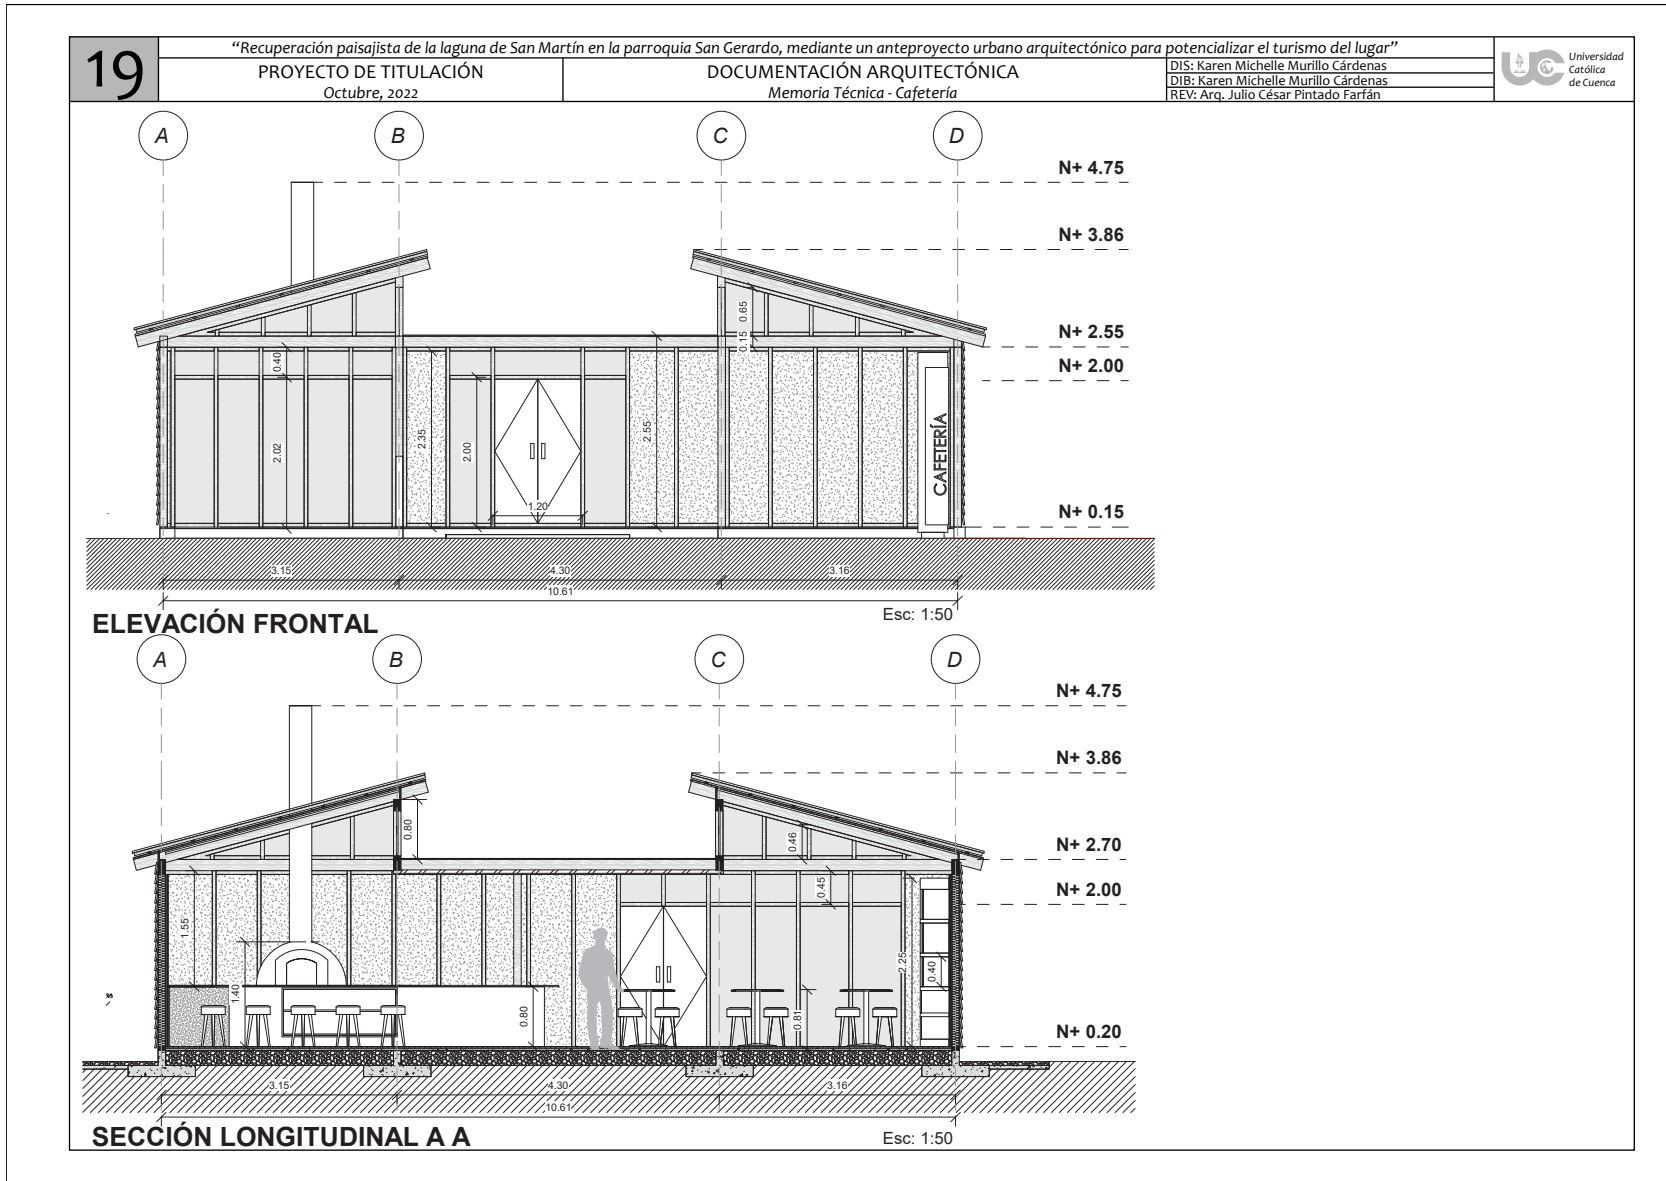 19
“Recuperación paisajista de la laguna de San Martín en la parroquia San Gerardo, mediante un anteproyecto urbano arquitectónico para potencializar el turismo del lugar”
PROYECTO DE TITULACIÓN
Octubre, 2022
DOCUMENTACIÓN ARQUITECTÓNICA
Memoria Técnica - Cafetería
DIS: Karen Michelle Murillo Cárdenas
DIB: Karen Michelle Murillo Cárdenas
REV: Arq. Julio César Pintado Farfán
UC
Universidad
Católica
de Cuenca
A B C D
N+ 4.75
N+ 3.86
N+ 2.55
N+ 2.00
N+ 0.15
0.65
0.15
0.40
2.02
2.35
2.00
2.55
1.20
CAFETERÍA
3.15 4.30 3.16
10.61
ELEVACIÓN FRONTAL
Esc: 1:50
A B C D
N+ 4.75
N+ 3.86
N+ 2.70
N+ 2.00
N+ 0.20
0.80
0.46
0.45
1.55
1.40
0.80
0.81
2.25
0.40
3.15 4.30 3.16
10.61
SECCIÓN LONGITUDINAL A A
Esc: 1:50